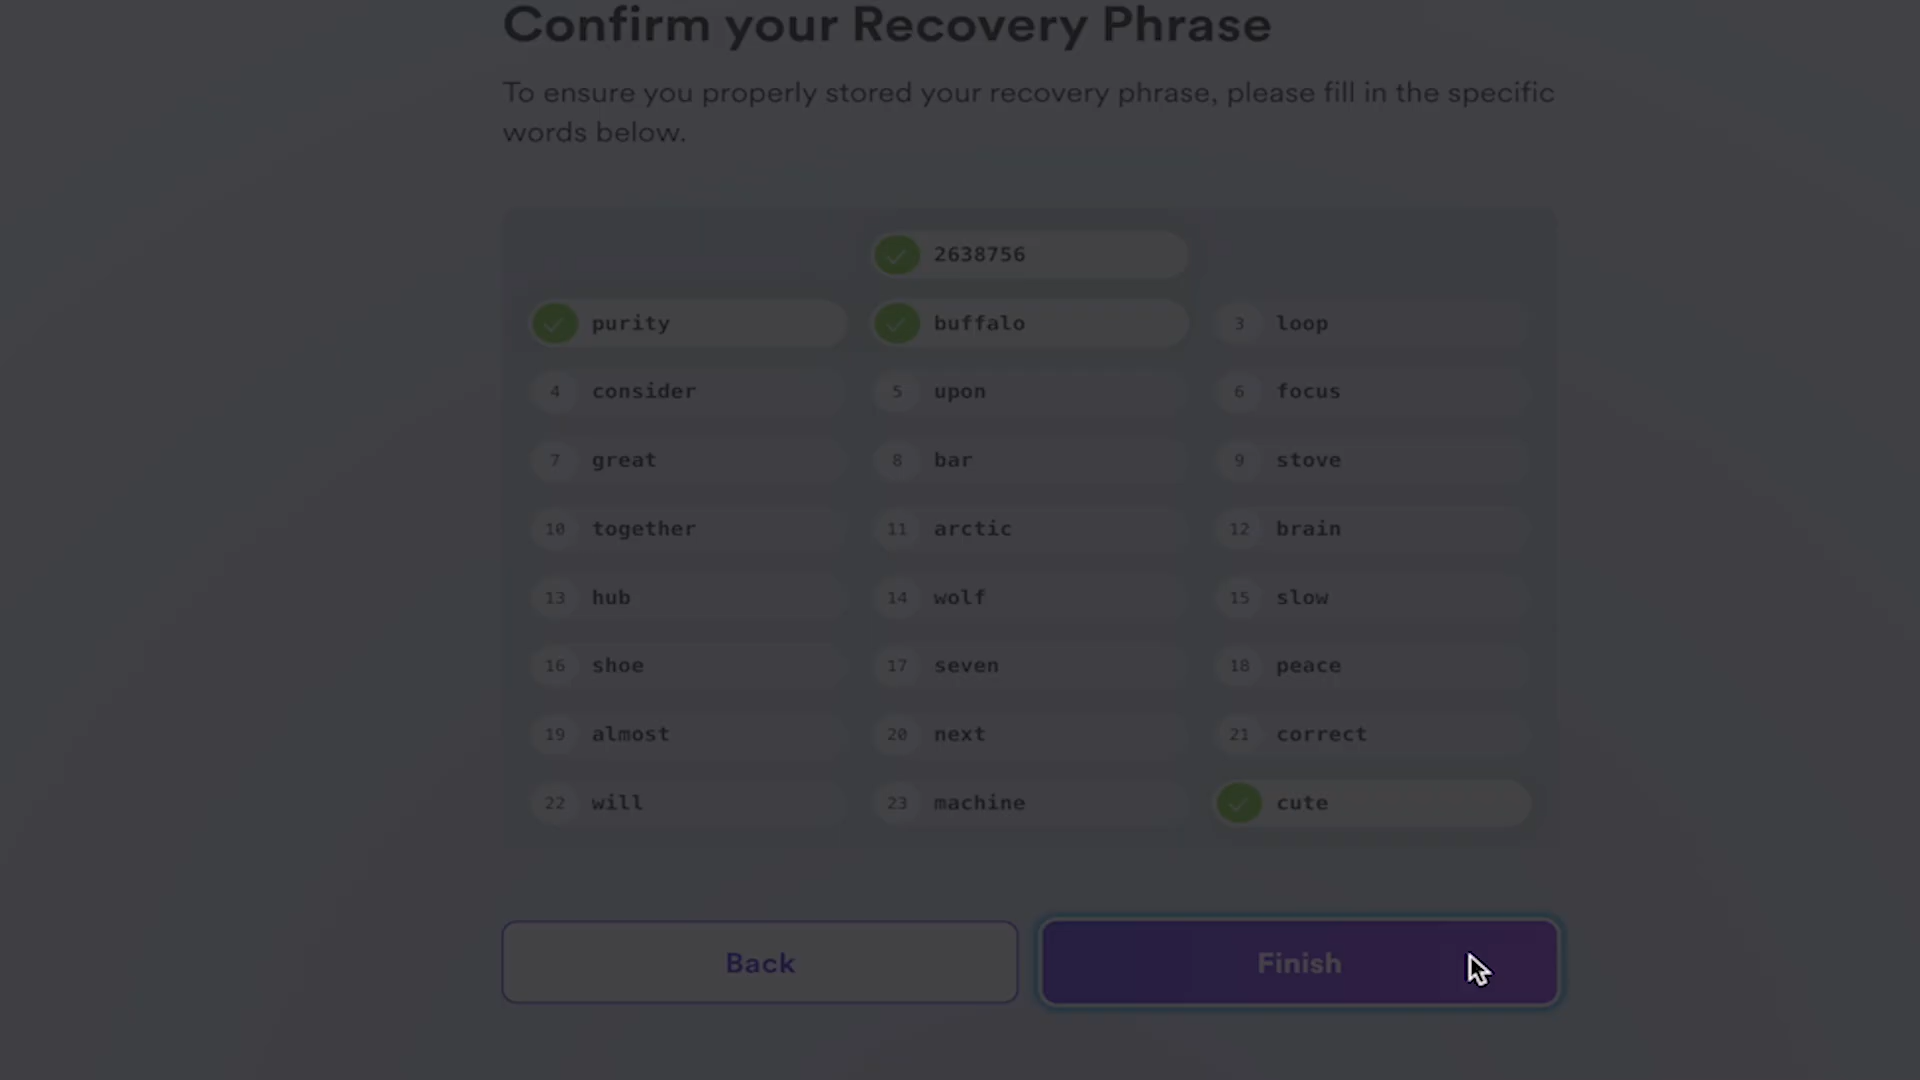 Confirm your Recovery Phrase
To ensure you properly stored your recovery phrase, please fill in the specific
words below.
2638756
purity buffalo 3 loop
4 consider 5 upon 6 focus
7 great 8 bar 9 stove
10 together 11 arctic 12 brain
13 hub 14 wolf 15 slow
16 shoe 17 seven 18 peace
19 almost 20 next 21 correct
22 will 23 machine cute
Back Finish